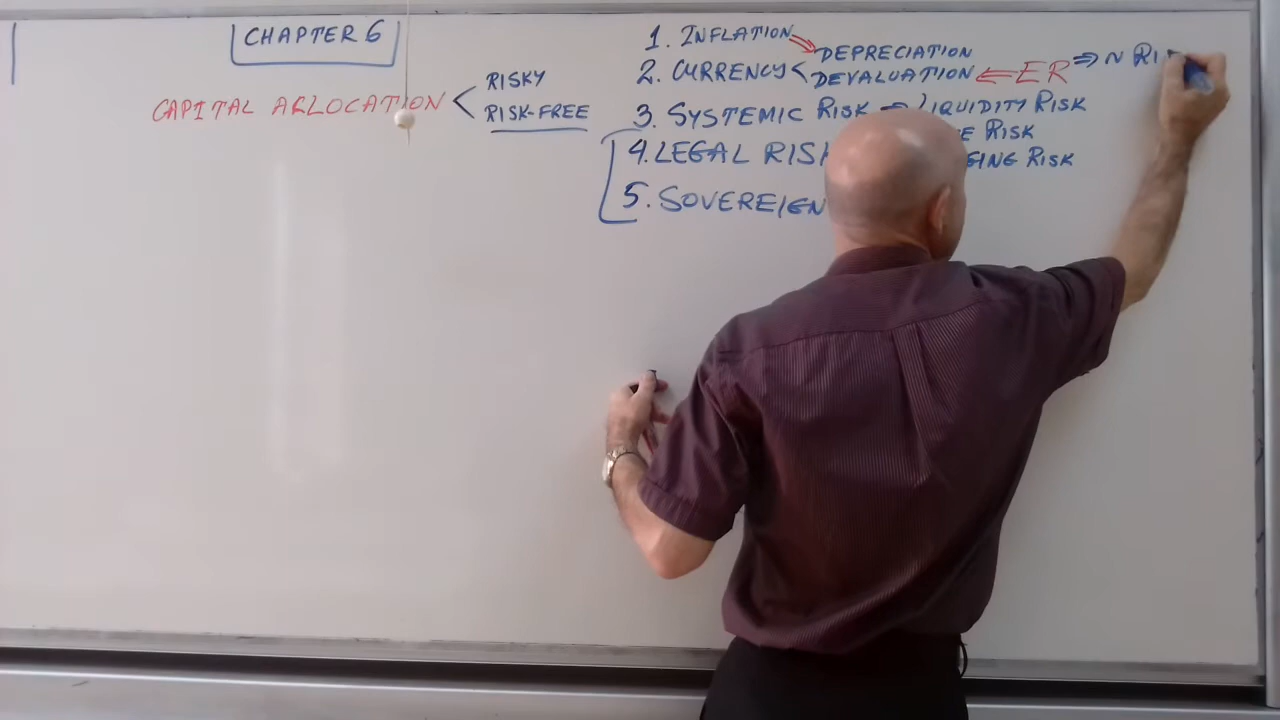 CHAPTER 6
CAPITAL ALLOCATION < RISKY
RISK-FREE
1. INFLATION ⇒ DEPRECIATION
2. CURRENCY < DEVALUATION ⇐ ER ⇒ ~ RI
3. SYSTEMIC RISK → LIQUIDITY RISK
RISK
4. LEGAL RISK
RISK
5. SOVEREIGN